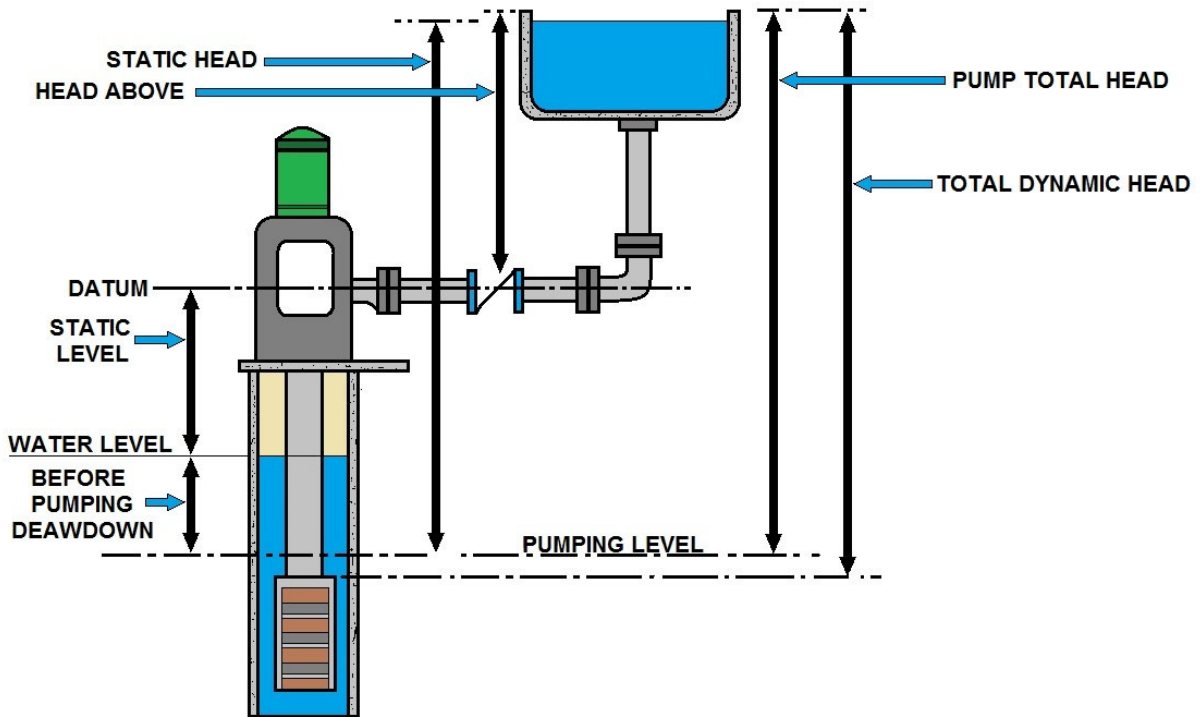 STATIC HEAD
HEAD ABOVE
PUMP TOTAL HEAD
TOTAL DYNAMIC HEAD
DATUM
STATIC
LEVEL
WATER LEVEL
BEFORE
PUMPING
DEAWDOWN
PUMPING LEVEL